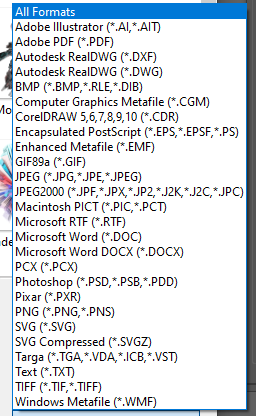 All Formats
Adobe Illustrator (*.AI,*.AIT)
Adobe PDF (*.PDF)
Autodesk RealDWG (*.DXF)
Autodesk RealDWG (*.DWG)
BMP (*.BMP,*.RLE,*.DIB)
Computer Graphics Metafile (*.CGM)
CorelDRAW 5,6,7,8,9,10 (*.CDR)
Encapsulated PostScript (*.EPS,*.EPSF,*.PS)
Enhanced Metafile (*.EMF)
GIF89a (*.GIF)
JPEG (*.JPG,*.JPE,*.JPEG)
JPEG2000 (*.JPF,*.JPX,*.JP2,*.J2K,*.J2C,*.JPC)
Macintosh PICT (*.PIC,*.PCT)
Microsoft RTF (*.RTF)
Microsoft Word (*.DOC)
Microsoft Word DOCX (*.DOCX)
PCX (*.PCX)
Photoshop (*.PSD,*.PSB,*.PDD)
Pixar (*.PXR)
PNG (*.PNG,*.PNS)
SVG (*.SVG)
SVG Compressed (*.SVGZ)
Targa (*.TGA,*.VDA,*.ICB,*.VST)
Text (*.TXT)
TIFF (*.TIF,*.TIFF)
Windows Metafile (*.WMF)